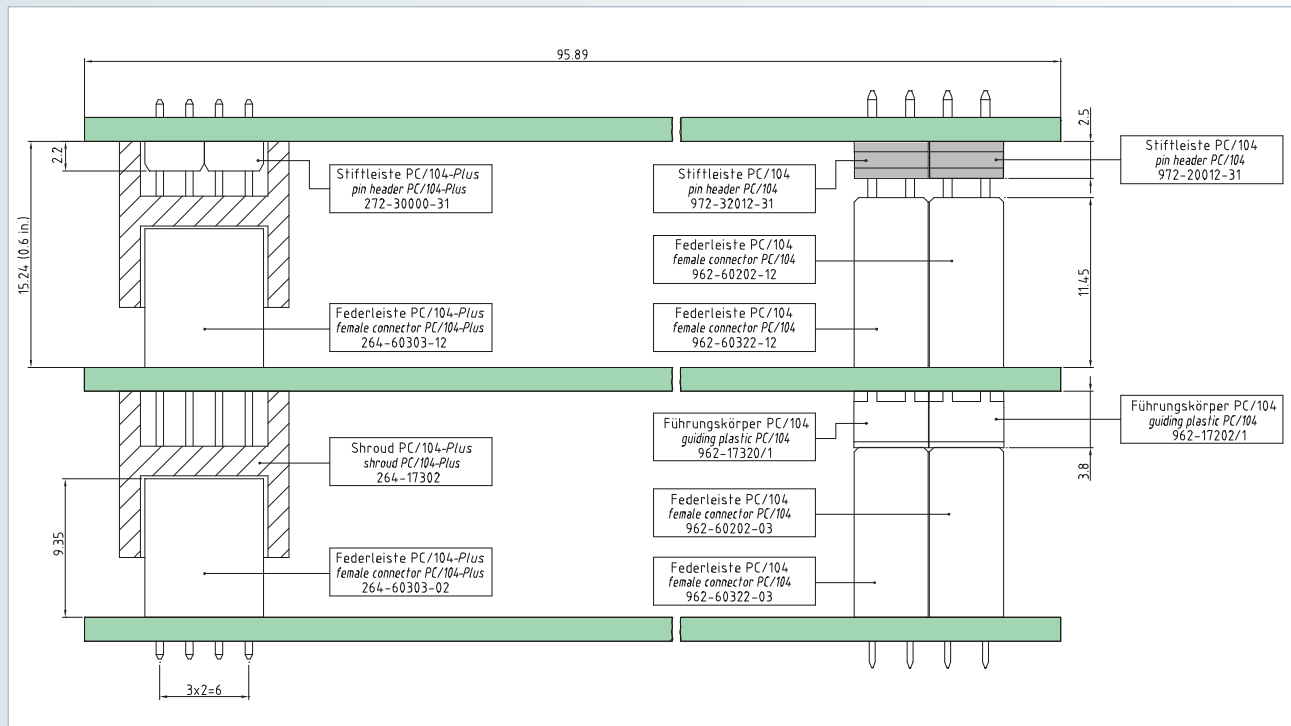 95.89
2.2
15.24 (0.6 in.)
Stiftleiste PC/104-Plus
pin header PC/104-Plus
272-30000-31
Stiftleiste PC/104
pin header PC/104
972-32012-31
2.5
Stiftleiste PC/104
pin header PC/104
972-20012-31
Federleiste PC/104
female connector PC/104
962-60202-12
11.45
Federleiste PC/104-Plus
female connector PC/104-Plus
264-60303-12
Federleiste PC/104
female connector PC/104
962-60322-12
Führungskörper PC/104
guiding plastic PC/104
962-17320/1
Führungskörper PC/104
guiding plastic PC/104
962-17202/1
3.8
Shroud PC/104-Plus
shroud PC/104-Plus
264-17302
9.35
Federleiste PC/104
female connector PC/104
962-60202-03
Federleiste PC/104-Plus
female connector PC/104-Plus
264-60303-02
Federleiste PC/104
female connector PC/104
962-60322-03
3x2=6